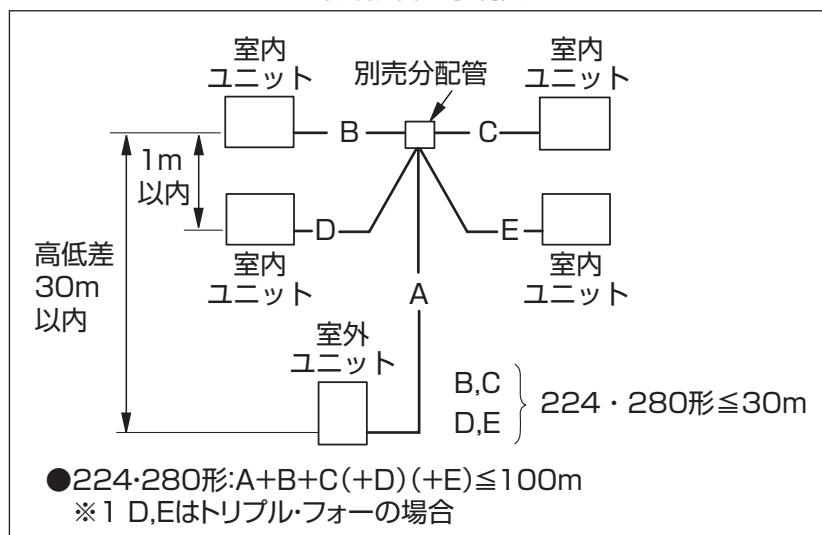 室内
ユニット
別売分配管
室内
ユニット
B
C
1m
以内
D
E
高低差
30m
以内
室内
ユニット
A
室内
ユニット
室外
ユニット
B,C
D,E
224・280形≦30m
●224・280形:A+B+C(+D)(+E)≦100m
※1 D,Eはトリプル・フォーの場合